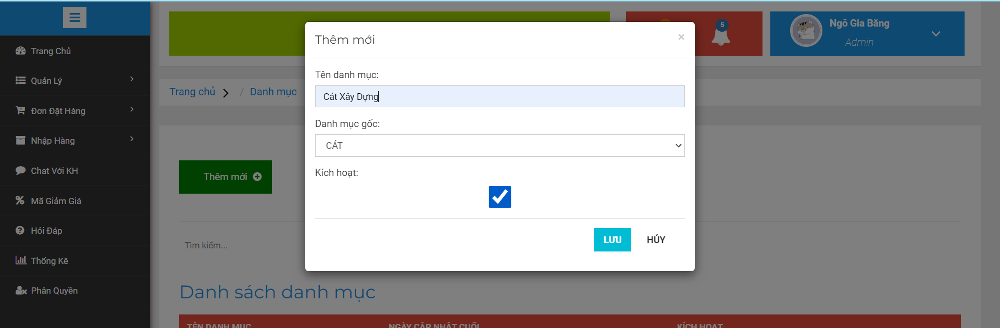 Trang Chủ
Quản Lý
Đơn Đặt Hàng
Nhập Hàng
Chat Với KH
Mã Giảm Giá
Hỏi Đáp
Thống Kê
Phân Quyền
5
Ngô Gia Băng
Admin
Trang chủ / Danh mục
Thêm mới
Tìm kiếm...
Danh sách danh mục
TÊN DANH MỤC NGÀY CẬP NHẬT CUỐI KÍCH HOẠT
Thêm mới ×
Tên danh mục:
Cát Xây Dựng
Danh mục gốc:
CÁT
Kích hoạt:
LƯU HỦY